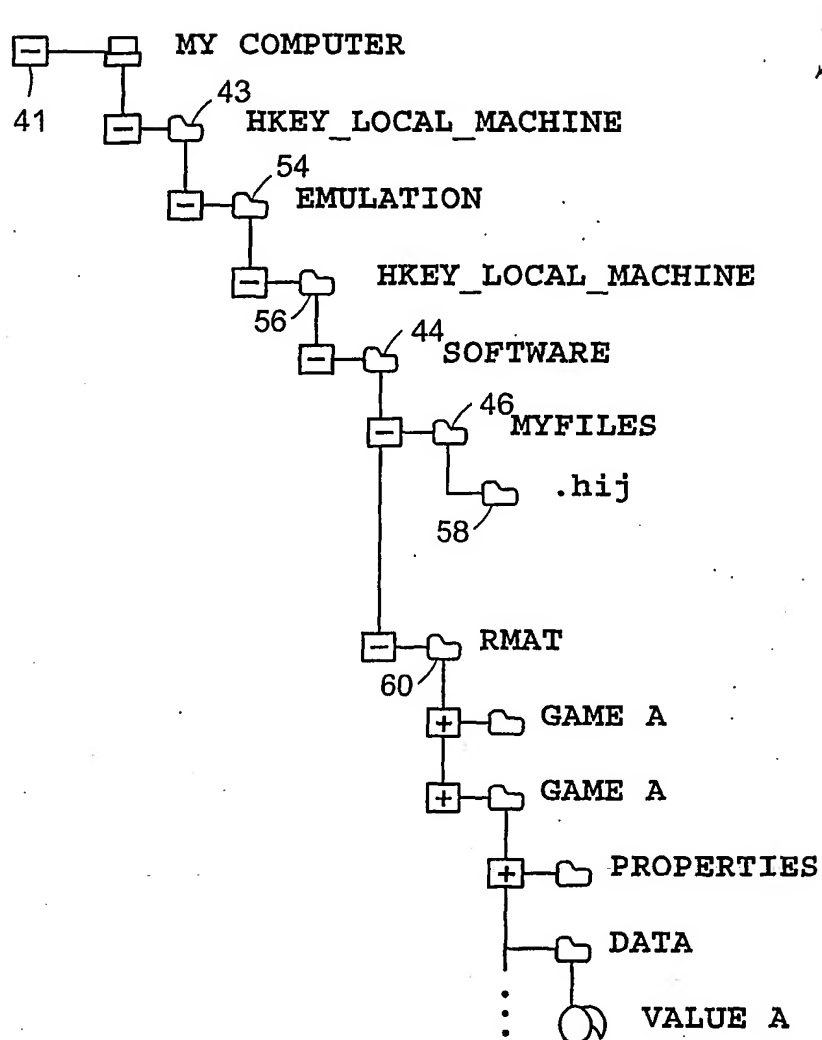 MY COMPUTER
41
43
HKEY_LOCAL_MACHINE
54
EMULATION
HKEY_LOCAL_MACHINE
56
44
SOFTWARE
46
MYFILES
.hij
58
RMAT
60
GAME A
GAME A
PROPERTIES
DATA
VALUE A